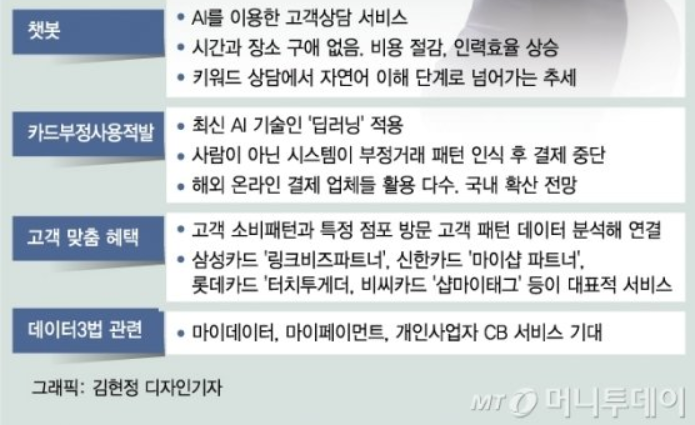 챗봇
• AI를 이용한 고객상담 서비스
• 시간과 장소 구애 없음. 비용 절감, 인력효율 상승
• 키워드 상담에서 자연어 이해 단계로 넘어가는 추세
카드부정사용적발
• 최신 AI 기술인 '딥러닝' 적용
• 사람이 아닌 시스템이 부정거래 패턴 인식 후 결제 중단
• 해외 온라인 결제 업체들 활용 다수. 국내 확산 전망
고객 맞춤 혜택
• 고객 소비패턴과 특정 점포 방문 고객 패턴 데이터 분석해 연결
• 삼성카드 '링크비즈파트너', 신한카드 '마이샵 파트너',
롯데카드 '터치투게더, 비씨카드 '샵마이태그' 등이 대표적 서비스
데이터3법 관련
• 마이데이터, 마이페이먼트, 개인사업자 CB 서비스 기대
그래픽: 김현정 디자인기자
MT 머니투데이